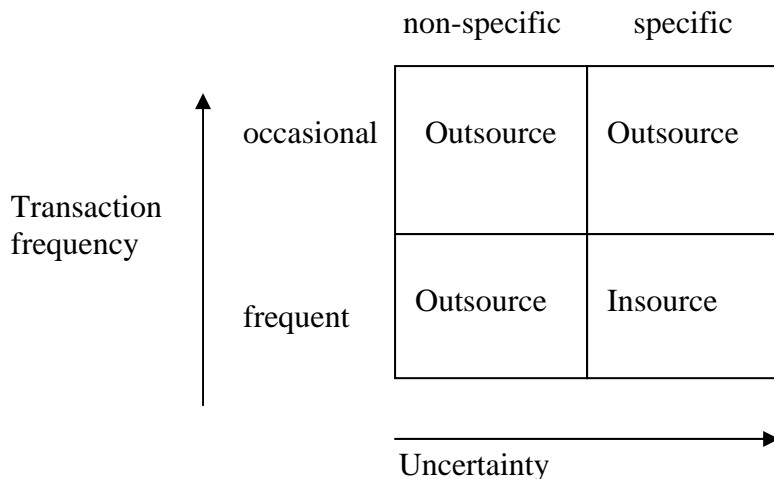 non-specific specific
occasional Outsource Outsource
Transaction
frequency
frequent Outsource Insource
Uncertainty